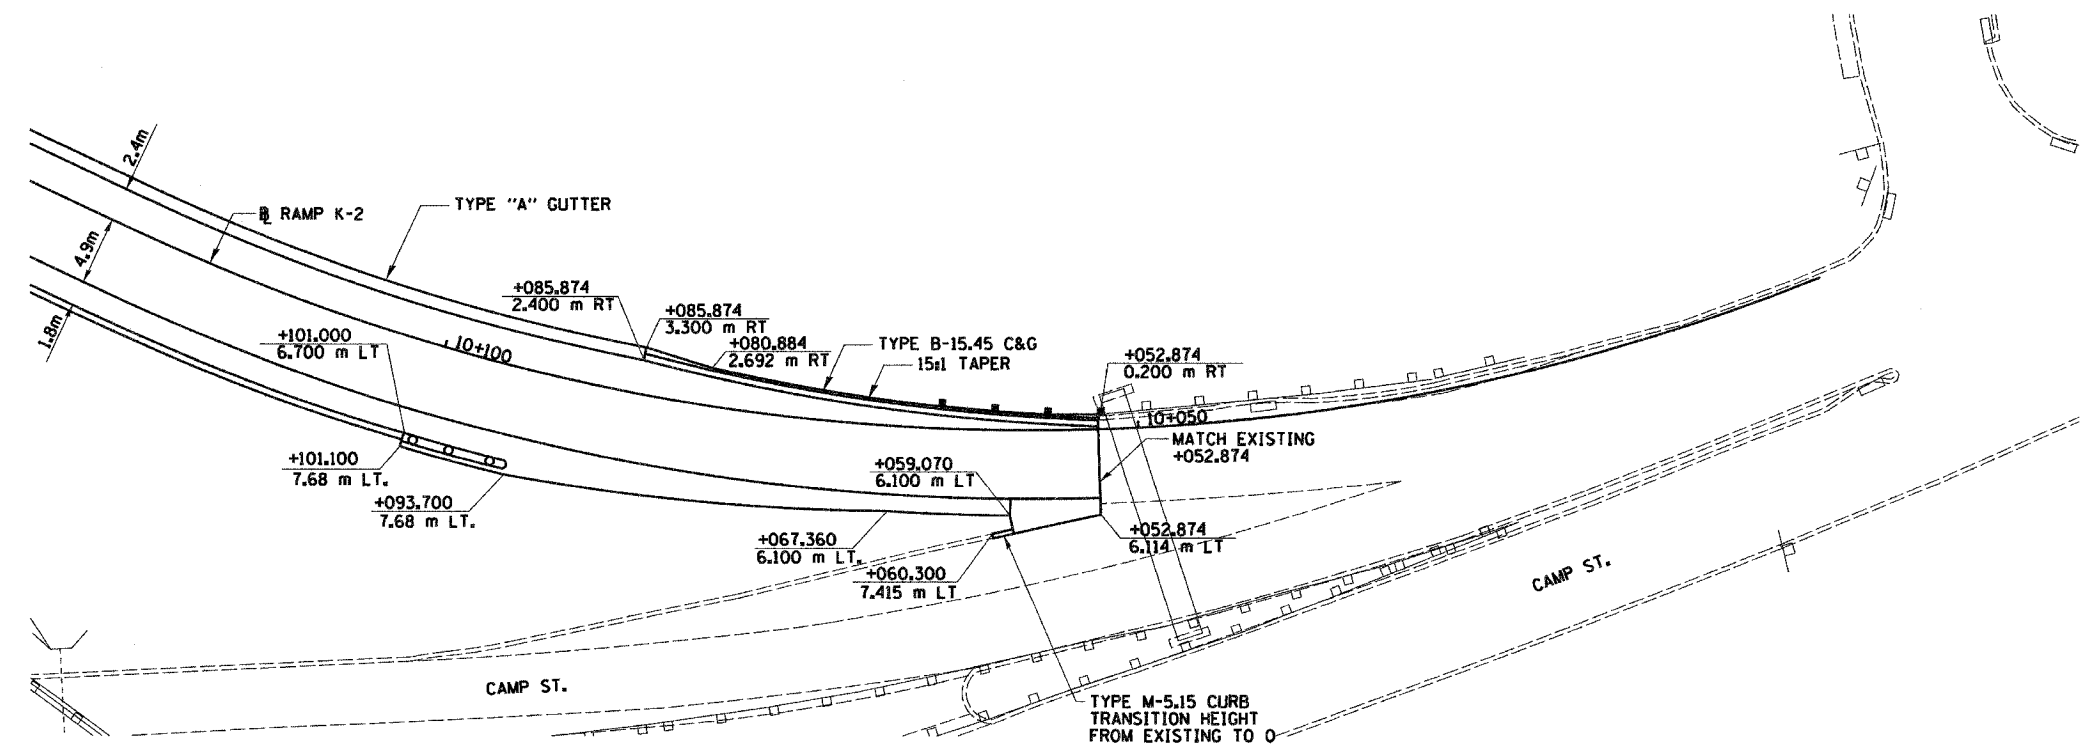 2.4m
℄ RAMP K-2
TYPE "A" GUTTER
4.9m
1.8m
+085.874
2.400 m RT
+085.874
3.300 m RT
+101.000
6.700 m LT
10+100
+080.884
2.692 m RT
TYPE B-15.45 C&G
15:1 TAPER
+052.874
0.200 m RT
10+050
MATCH EXISTING
+052.874
+101.100
7.68 m LT.
+093.700
7.68 m LT.
+059.070
6.100 m LT
+067.360
6.100 m LT.
+052.874
6.114 m LT
+060.300
7.415 m LT
CAMP ST.
CAMP ST.
TYPE M-5.15 CURB
TRANSITION HEIGHT
FROM EXISTING TO 0